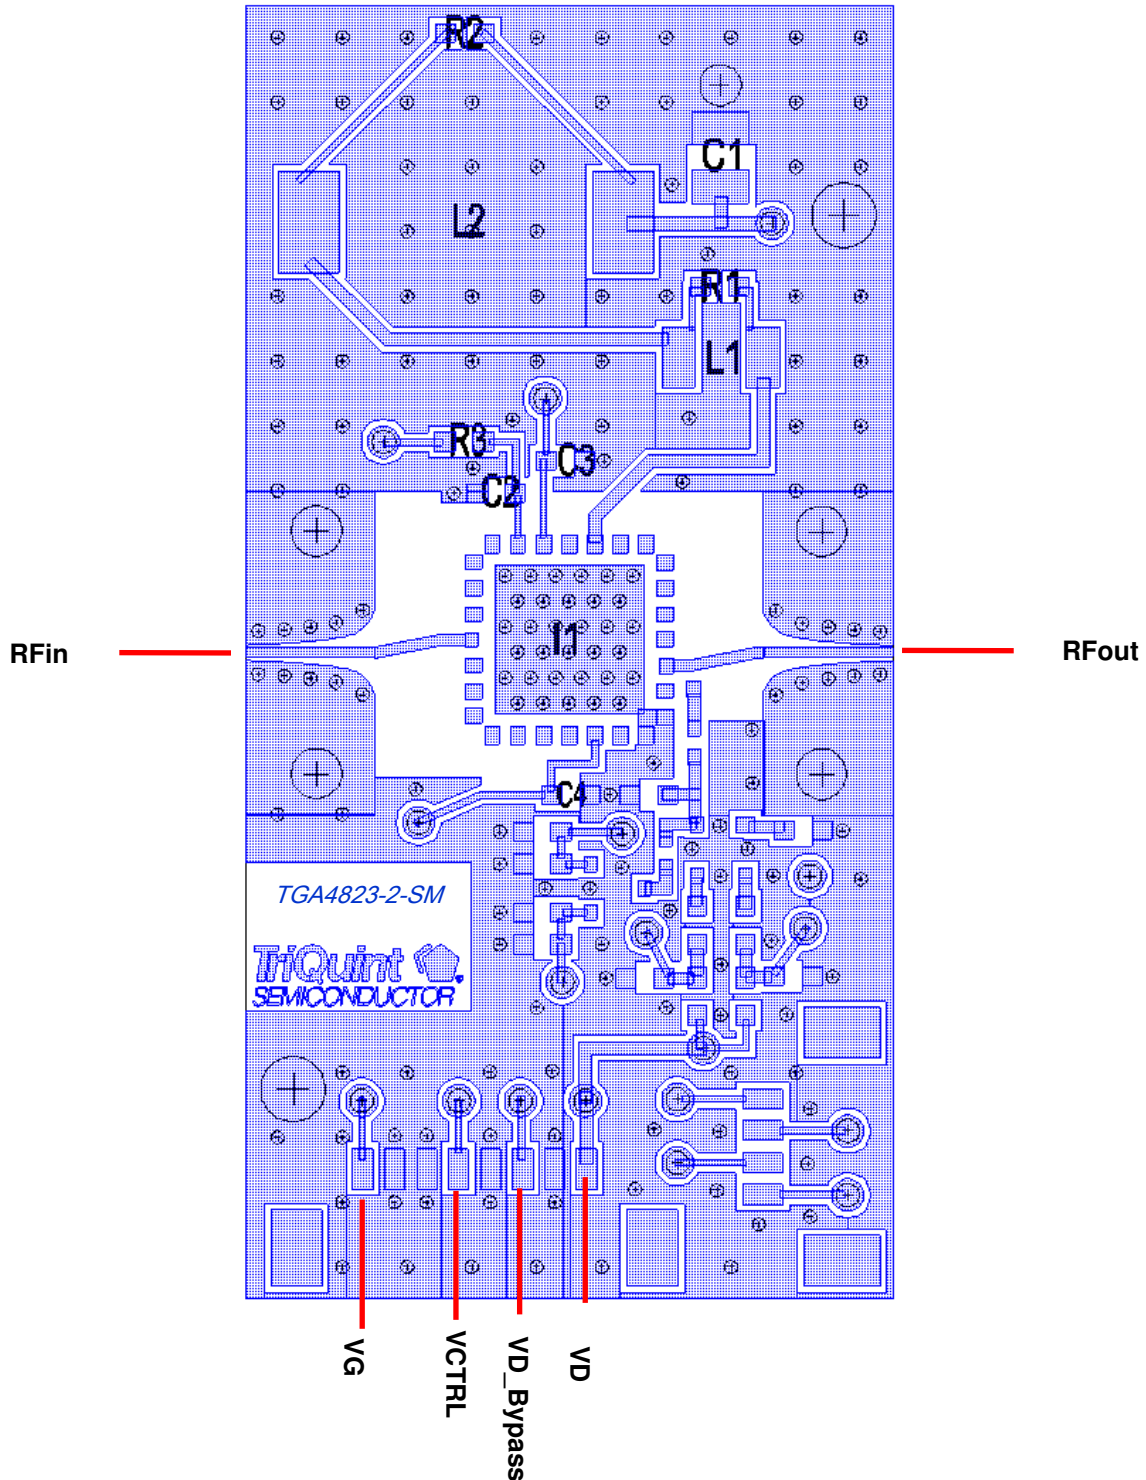 R2
C1
L2
R1
L1
R3
C3
C2
I1
RFin
RFout
C4
TGA4823-2-SM
TriQuint
SEMICONDUCTOR
VG
VCTRL
VD_Bypass
VD